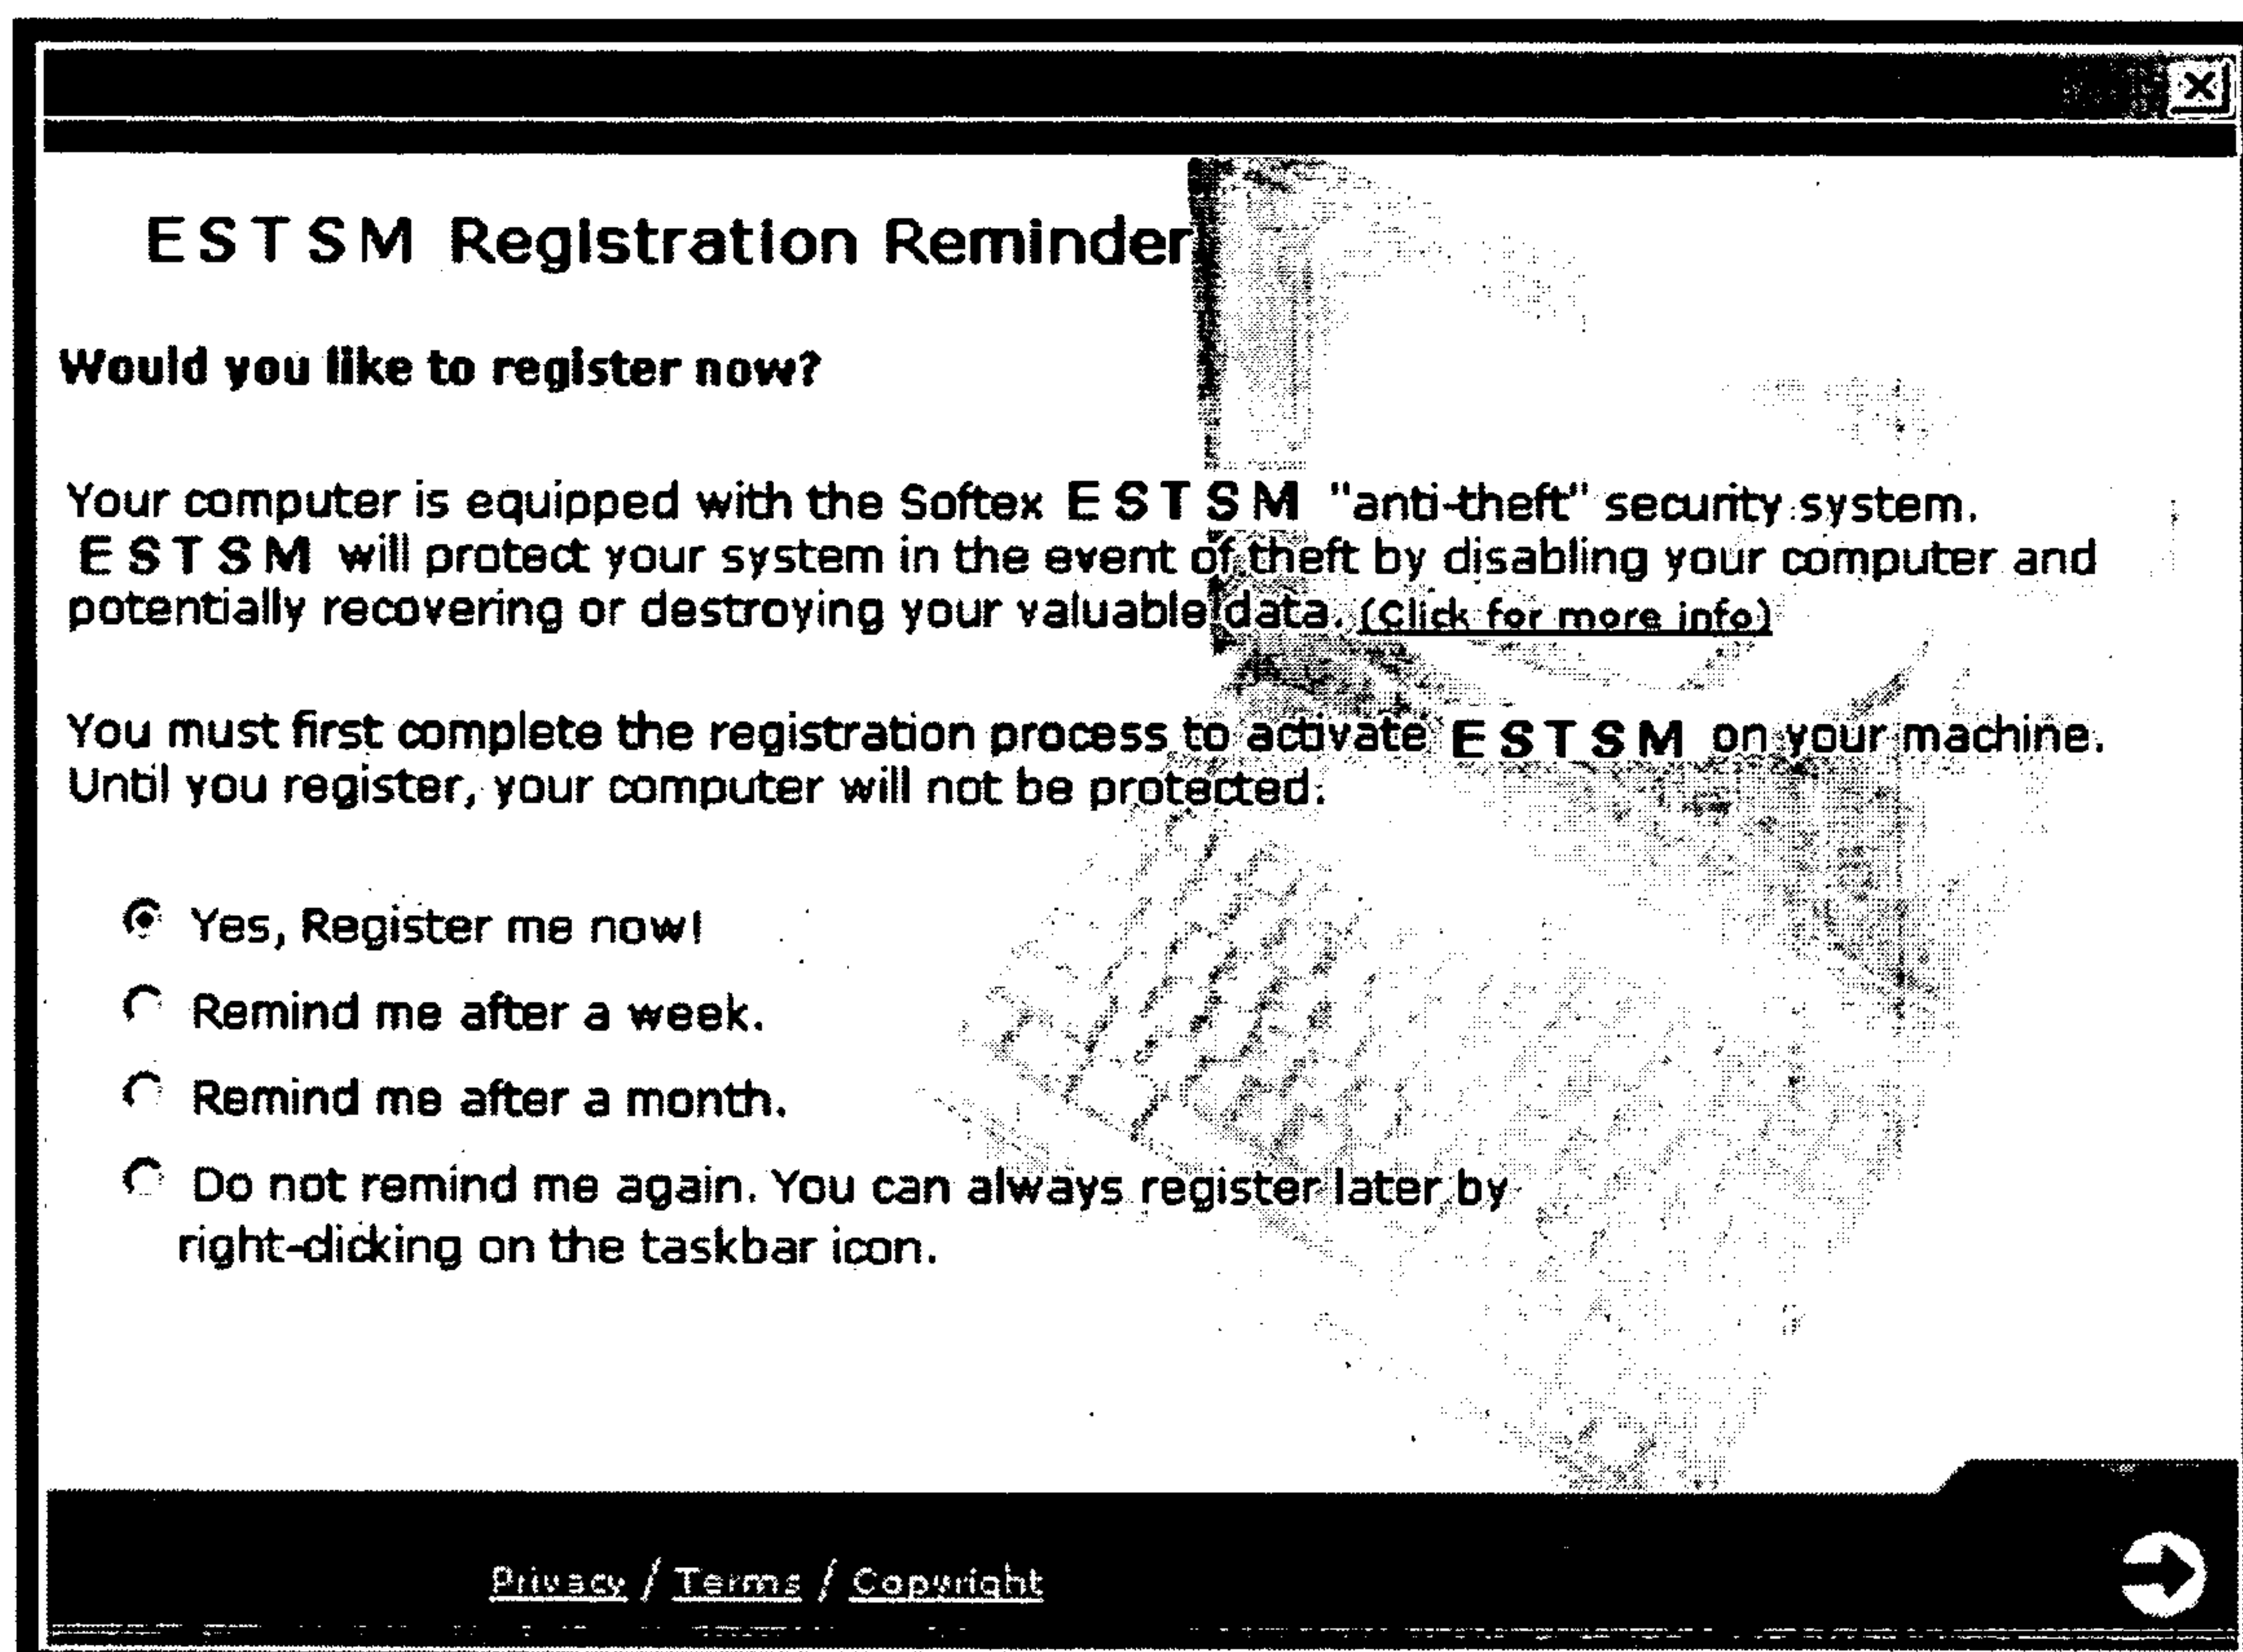 ESTSM Registration Reminder
Would you like to register now?
Your computer is equipped with the Softex ESTSM "anti-theft" security system.
ESTSM will protect your system in the event of theft by disabling your computer and
potentially recovering or destroying your valuable data. (Click for more info)
You must first complete the registration process to activate ESTSM on your machine.
Until you register, your computer will not be protected.
Yes, Register me now!
Remind me after a week.
Remind me after a month.
Do not remind me again. You can always register later by
right-clicking on the taskbar icon.
Privacy / Terms / Copyright